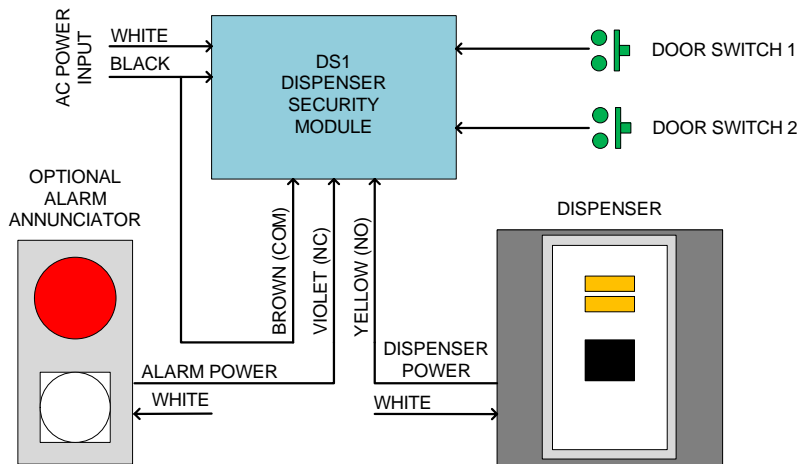 AC POWER
INPUT
WHITE
BLACK
DS1
DISPENSER
SECURITY
MODULE
DOOR SWITCH 1
DOOR SWITCH 2
OPTIONAL
ALARM
ANNUNCIATOR
BROWN (COM)
VIOLET (NC)
YELLOW (NO)
DISPENSER
ALARM POWER
WHITE
DISPENSER
POWER
WHITE